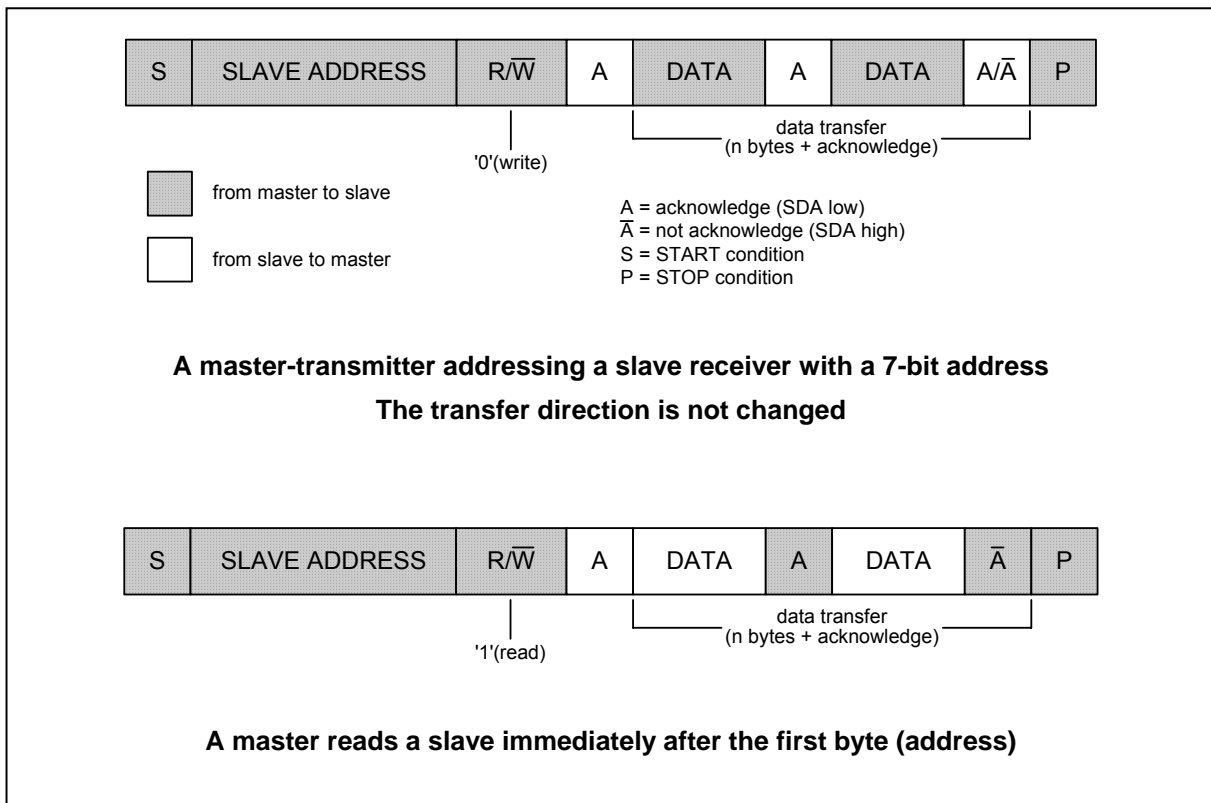 S SLAVE ADDRESS R/W̅ A DATA A DATA A/A̅ P
data transfer
(n bytes + acknowledge)
'0'(write)
from master to slave
from slave to master
A = acknowledge (SDA low)
A̅ = not acknowledge (SDA high)
S = START condition
P = STOP condition
A master-transmitter addressing a slave receiver with a 7-bit address
The transfer direction is not changed
S SLAVE ADDRESS R/W̅ A DATA A DATA A̅ P
data transfer
(n bytes + acknowledge)
'1'(read)
A master reads a slave immediately after the first byte (address)